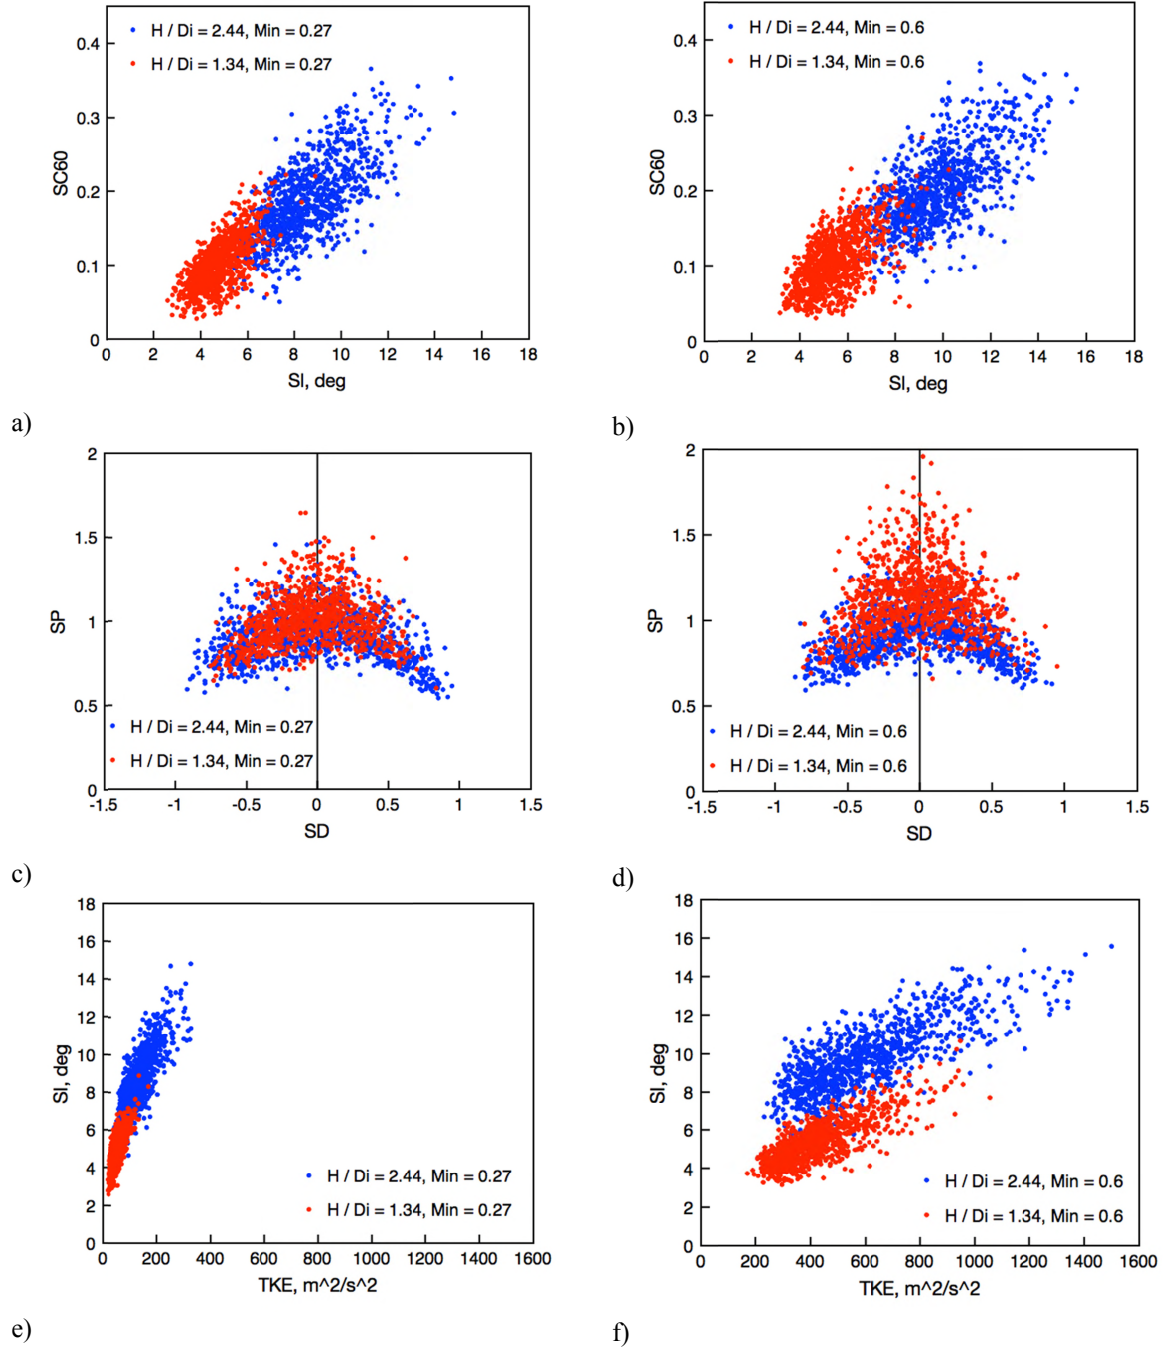 H / Di = 2.44, Min = 0.27
H / Di = 1.34, Min = 0.27
0.4
0.3
0.2
0.1
0
SC60
0 2 4 6 8 10 12 14 16 18
SI, deg
a)
H / Di = 2.44, Min = 0.6
H / Di = 1.34, Min = 0.6
0.4
0.3
0.2
0.1
0
SC60
0 2 4 6 8 10 12 14 16 18
SI, deg
b)
2
1.5
1
0.5
0
SP
H / Di = 2.44, Min = 0.27
H / Di = 1.34, Min = 0.27
-1.5 -1 -0.5 0 0.5 1 1.5
SD
c)
2
1.5
1
0.5
0
SP
H / Di = 2.44, Min = 0.6
H / Di = 1.34, Min = 0.6
-1.5 -1 -0.5 0 0.5 1 1.5
SD
d)
18
16
14
12
10
8
6
4
2
0
SI, deg
H / Di = 2.44, Min = 0.27
H / Di = 1.34, Min = 0.27
0 200 400 600 800 1000 1200 1400 1600
TKE, m^2/s^2
e)
18
16
14
12
10
8
6
4
2
0
SI, deg
H / Di = 2.44, Min = 0.6
H / Di = 1.34, Min = 0.6
0 200 400 600 800 1000 1200 1400 1600
TKE, m^2/s^2
f)